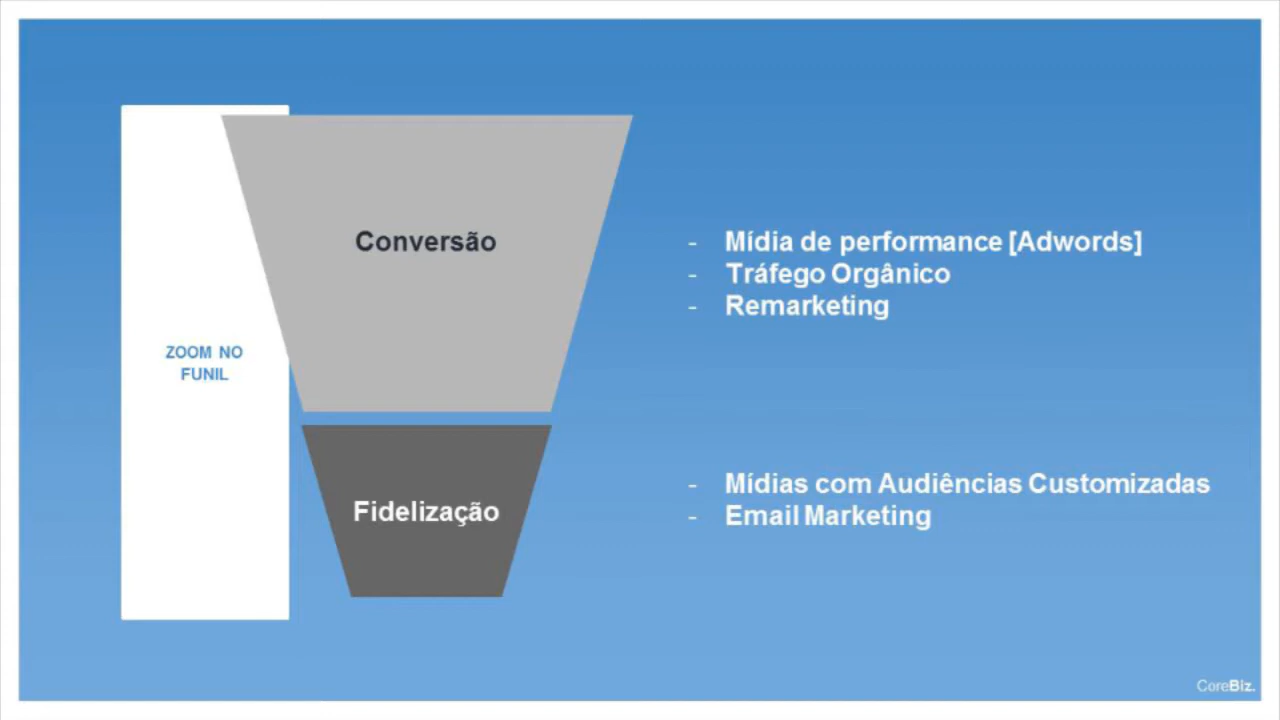 ZOOM NO
FUNIL
Conversão
- Mídia de performance [Adwords]
- Tráfego Orgânico
- Remarketing
Fidelização
- Mídias com Audiências Customizadas
- Email Marketing
CoreBiz.